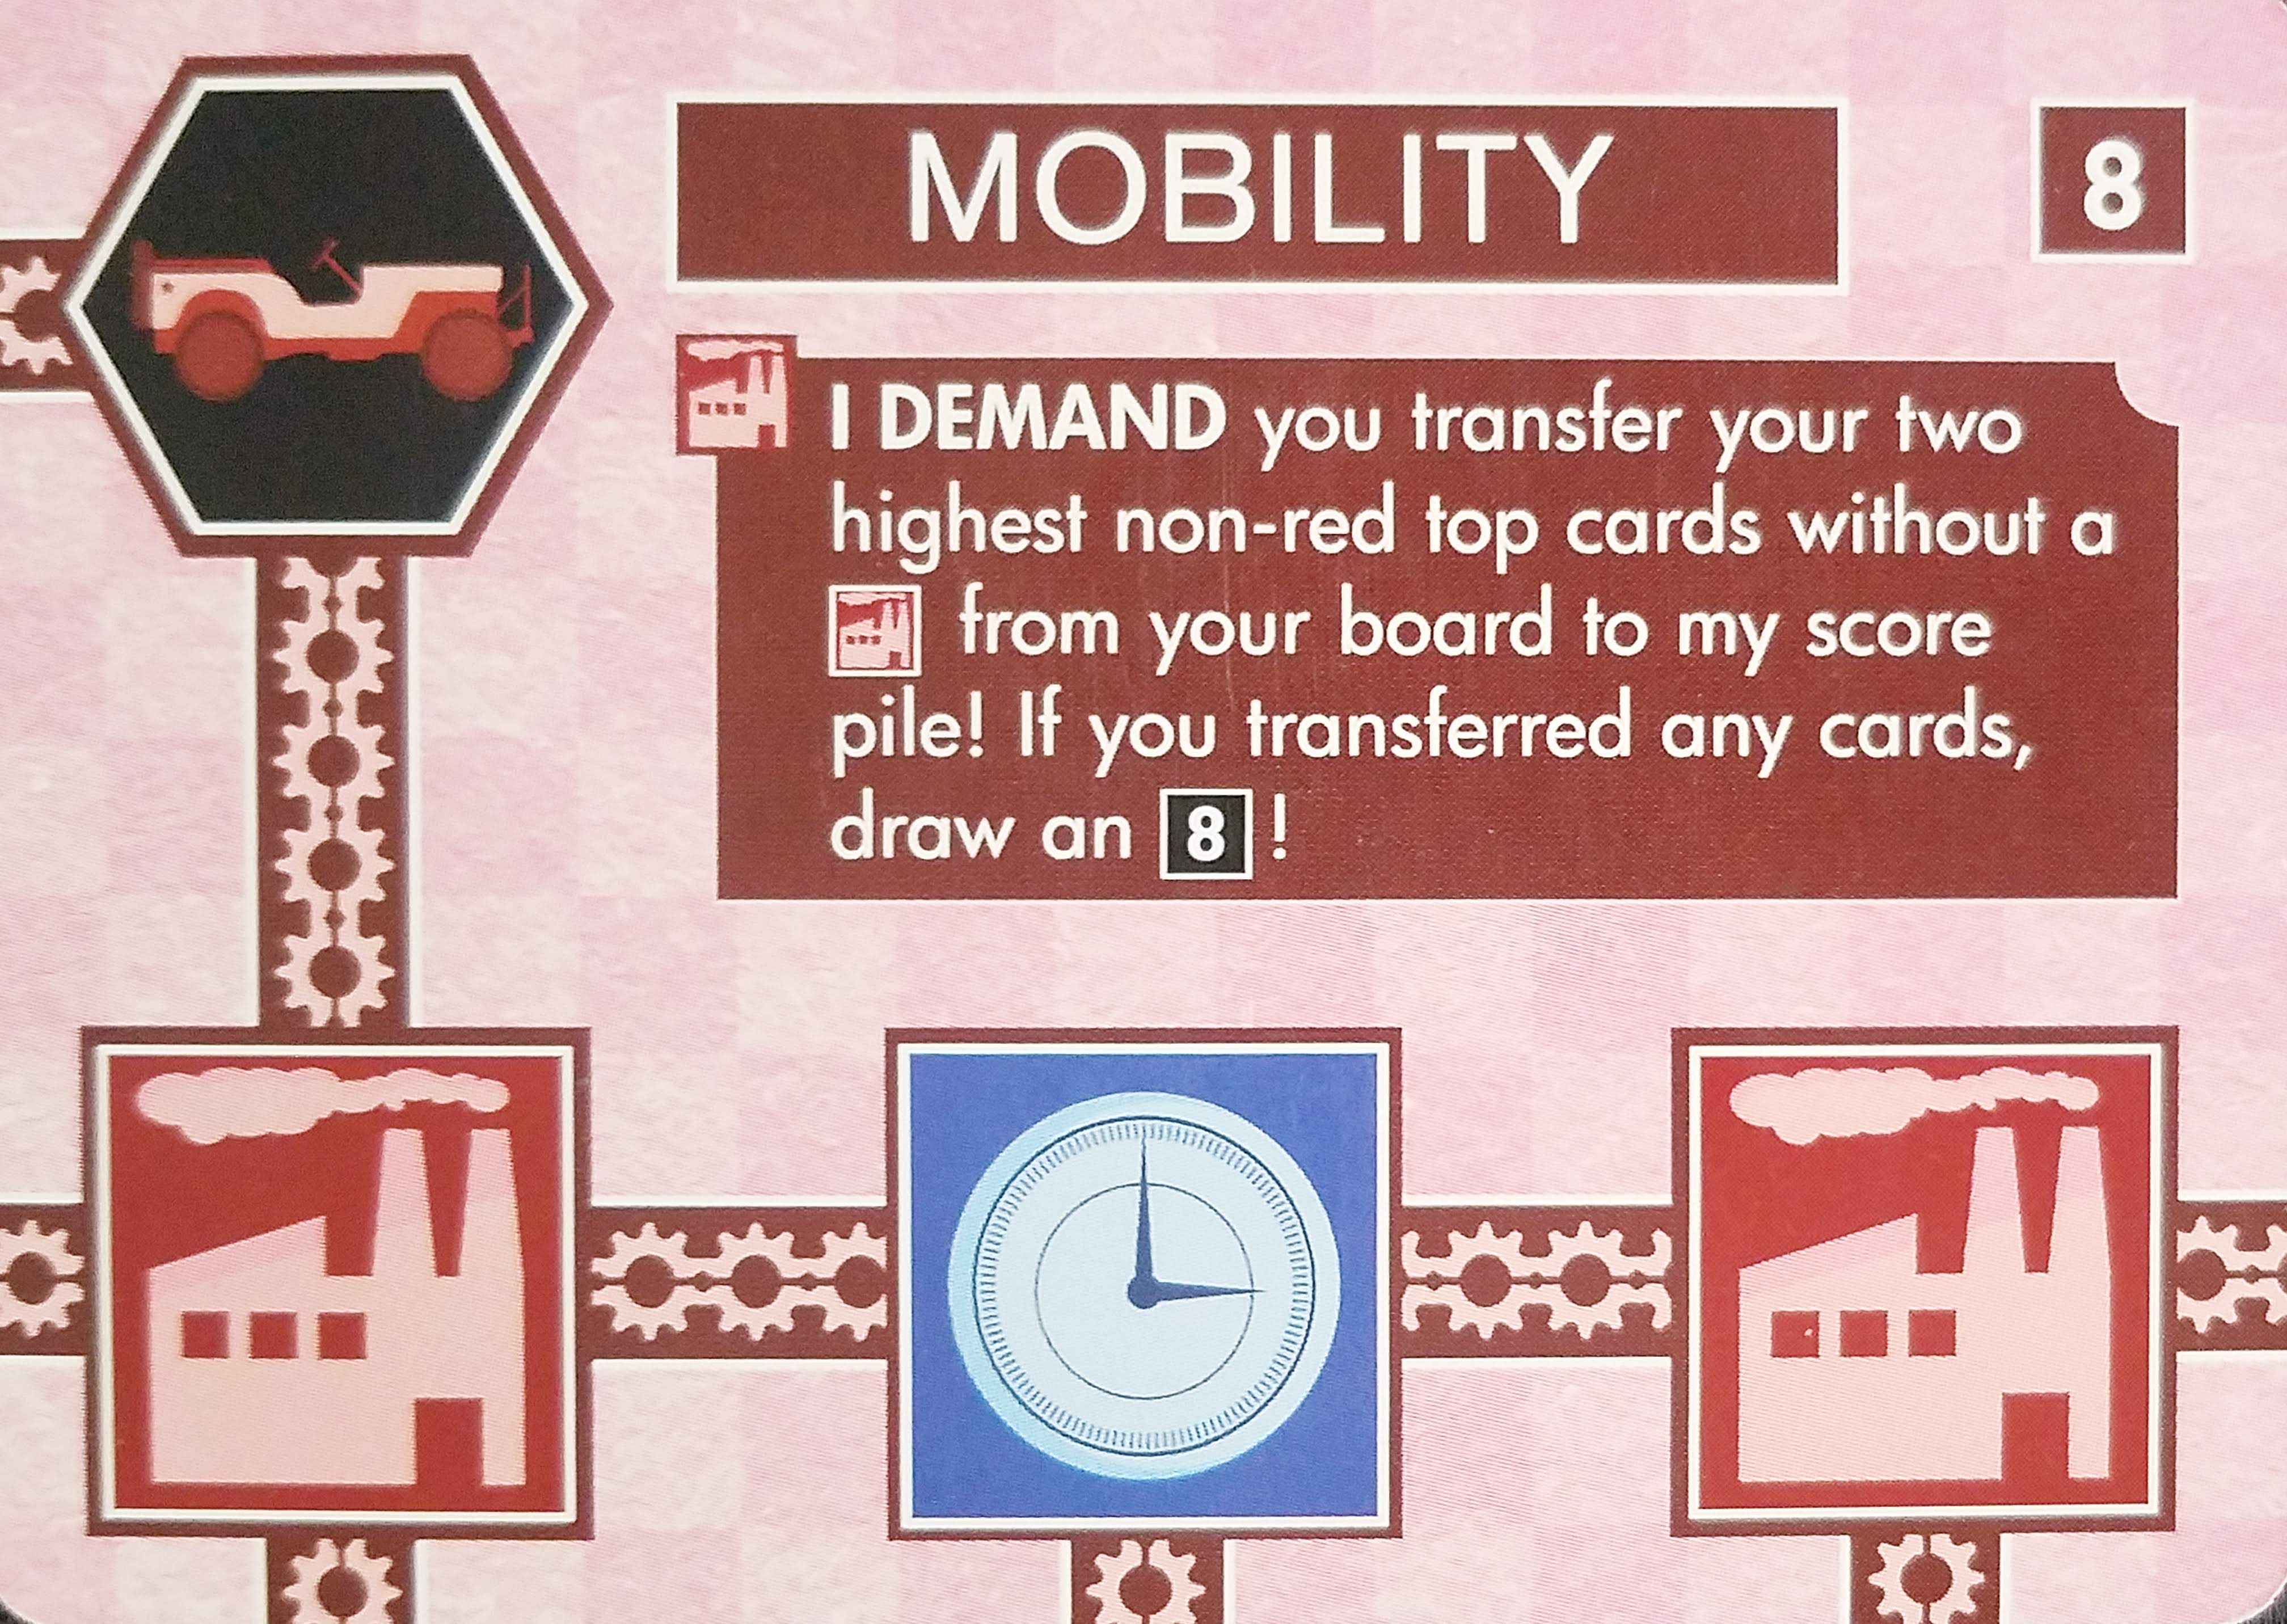 MOBILITY
8
I DEMAND you transfer your two
highest non-red top cards without a
from your board to my score
pile! If you transferred any cards,
draw an 8!